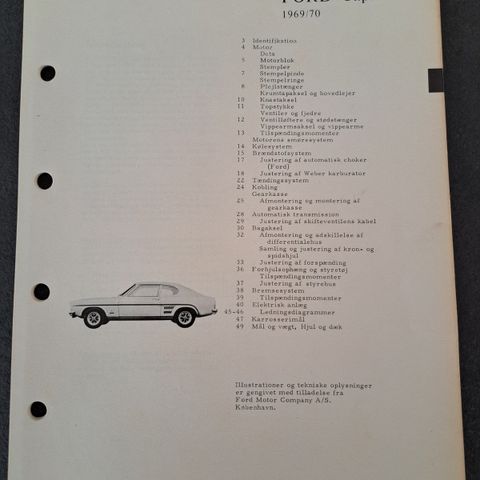 1969/70
3 Identifikation
4 Motor
Data
5 Motorblok
Stempler
7 Stempelpinde
Stempelringe
8 Plejlstænger
Krumtapaksel og hovedlejer
10 Knastaksel
11 Topstykke
Ventiler og fjedre
12 Ventilløftere og stødstænger
Vippearmsaksel og vippearme
13 Tilspændingsmomenter
Motorens smøresystem
14 Kølesystem
15 Brændstofsystem
17 Justering af automatisk choker
(Ford)
18 Justering af Weber karburator
22 Tændingssystem
24 Kobling
Gearkasse
25 Afmontering og montering af
gearkasse
28 Automatisk transmission
29 Justering af skifteventilens kabel
30 Bagaksel
32 Afmontering og adskillelse af
differentialehus
Samling og justering af kron- og
spidshjul
33 Justering af forspænding
36 Forhjulsophæng og styretøj
Tilspændingsmomenter
37 Justering af styrehus
38 Bremsesystem
39 Tilspændingsmomenter
40 Elektrisk anlæg
45-46 Ledningsdiagrammer
47 Karrosserimål
49 Mål og vægt, Hjul og dæk
Illustrationer og tekniske oplysninger
er gengivet med tilladelse fra
Ford Motor Company A/S.
København.